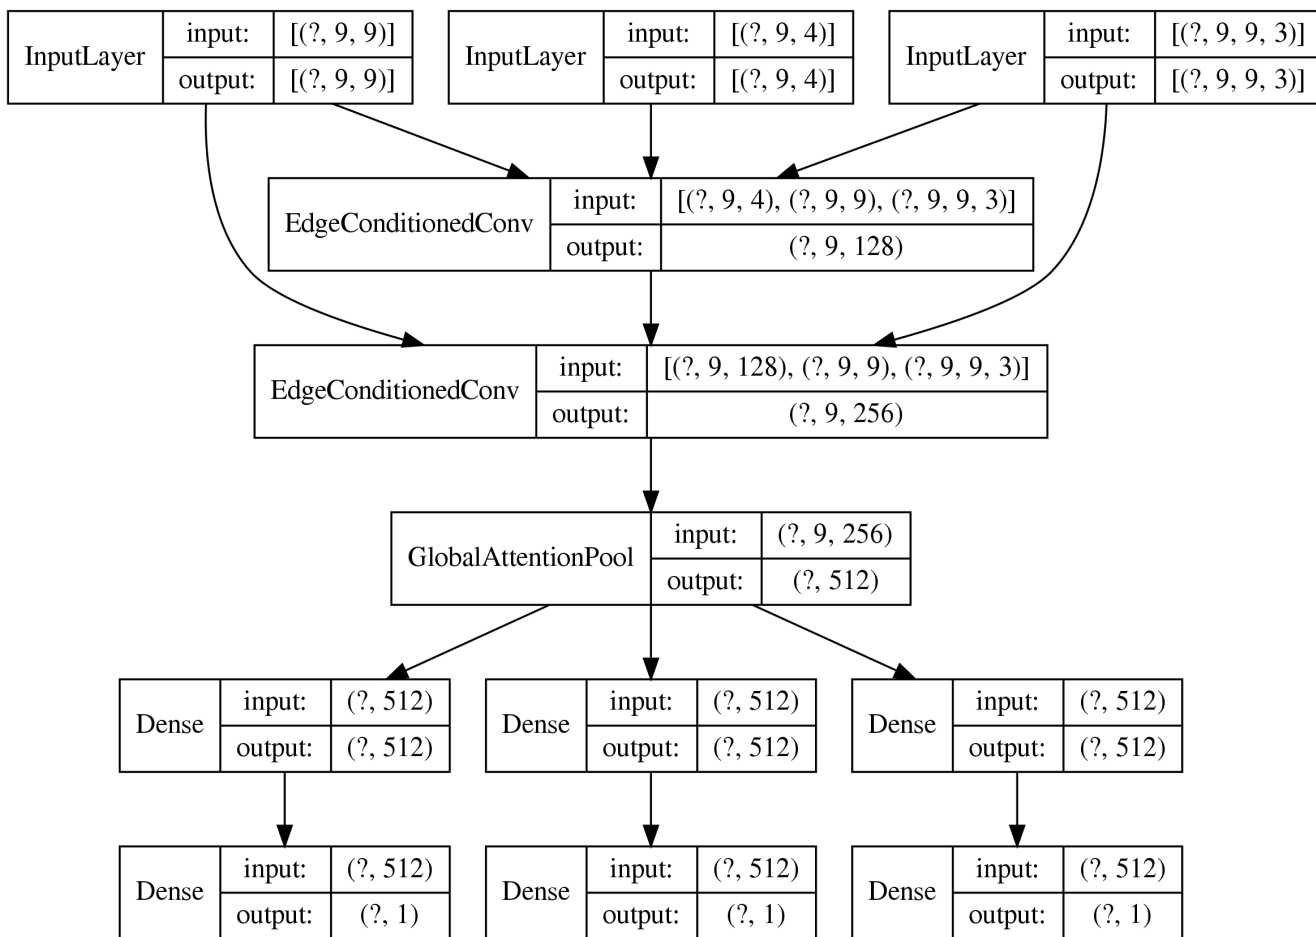 InputLayer input: [(?, 9, 9)] output: [(?, 9, 9)]
InputLayer input: [(?, 9, 4)] output: [(?, 9, 4)]
InputLayer input: [(?, 9, 9, 3)] output: [(?, 9, 9, 3)]
EdgeConditionedConv input: [(?, 9, 4), (?, 9, 9), (?, 9, 9, 3)] output: (?, 9, 128)
EdgeConditionedConv input: [(?, 9, 128), (?, 9, 9), (?, 9, 9, 3)] output: (?, 9, 256)
GlobalAttentionPool input: (?, 9, 256) output: (?, 512)
Dense input: (?, 512) output: (?, 512)
Dense input: (?, 512) output: (?, 512)
Dense input: (?, 512) output: (?, 512)
Dense input: (?, 512) output: (?, 1)
Dense input: (?, 512) output: (?, 1)
Dense input: (?, 512) output: (?, 1)